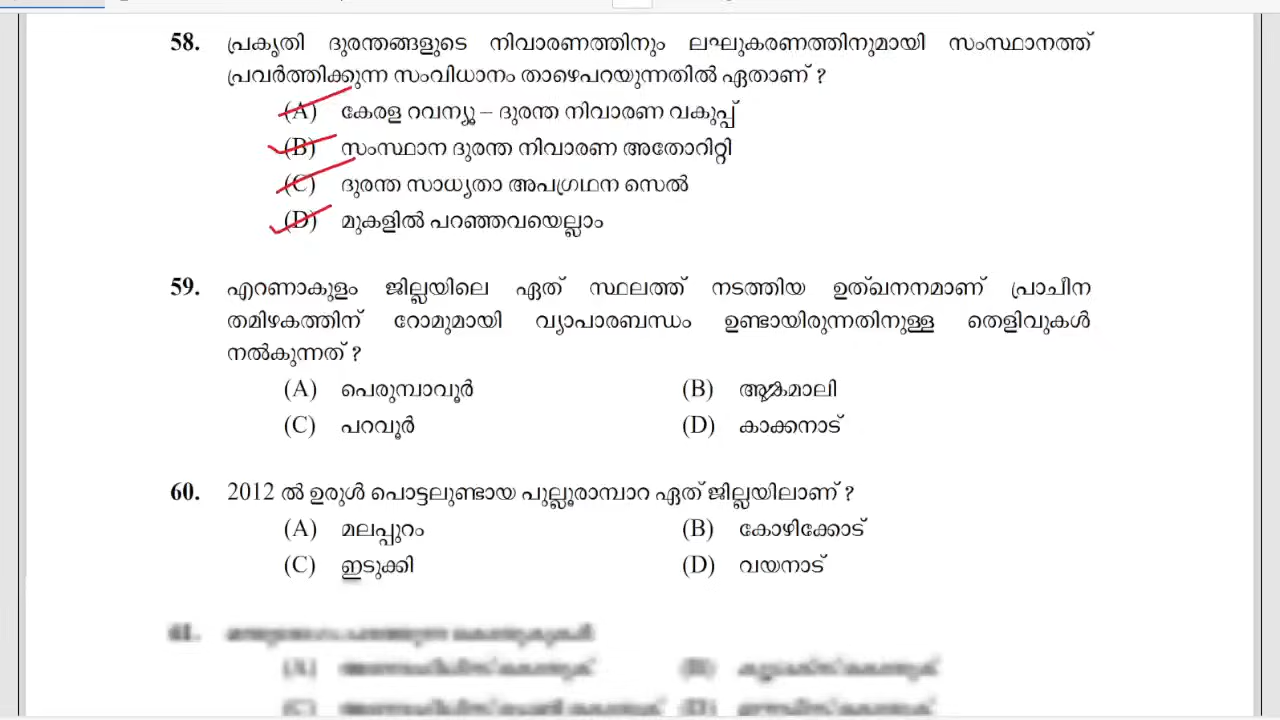 58. പ്രകൃതി ദുരന്തങ്ങളുടെ നിവാരണത്തിനും ലഘുകരണത്തിനുമായി സംസ്ഥാനത്ത്
പ്രവർത്തിക്കുന്ന സംവിധാനം താഴെപറയുന്നതിൽ ഏതാണ് ?
(A) കേരള റവന്യൂ – ദുരന്ത നിവാരണ വകുപ്പ്
(B) സംസ്ഥാന ദുരന്ത നിവാരണ അതോറിറ്റി
(C) ദുരന്ത സാധ്യതാ അപഗ്രഥന സെൽ
(D) മുകളിൽ പറഞ്ഞവയെല്ലാം
59. എറണാകുളം ജില്ലയിലെ ഏത് സ്ഥലത്ത് നടത്തിയ ഉത്ഖനനമാണ് പ്രാചീന
തമിഴകത്തിന് റോമുമായി വ്യാപാരബന്ധം ഉണ്ടായിരുന്നതിനുള്ള തെളിവുകൾ
നൽകുന്നത് ?
(A) പെരുമ്പാവൂർ (B)
(C) പറവൂർ (D) കാക്കനാട്
60. 2012 ൽ ഉരുൾ പൊട്ടലുണ്ടായ പുല്ലൂരാമ്പാറ ഏത് ജില്ലയിലാണ് ?
(A) മലപ്പുറം (B) കോഴിക്കോട്
(C) ഇടുക്കി (D) വയനാട്